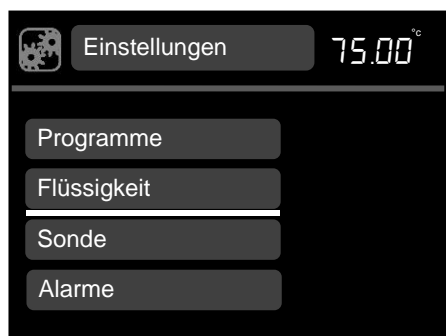 Einstellungen 75.00°c
Programme
Flüssigkeit
Sonde
Alarme